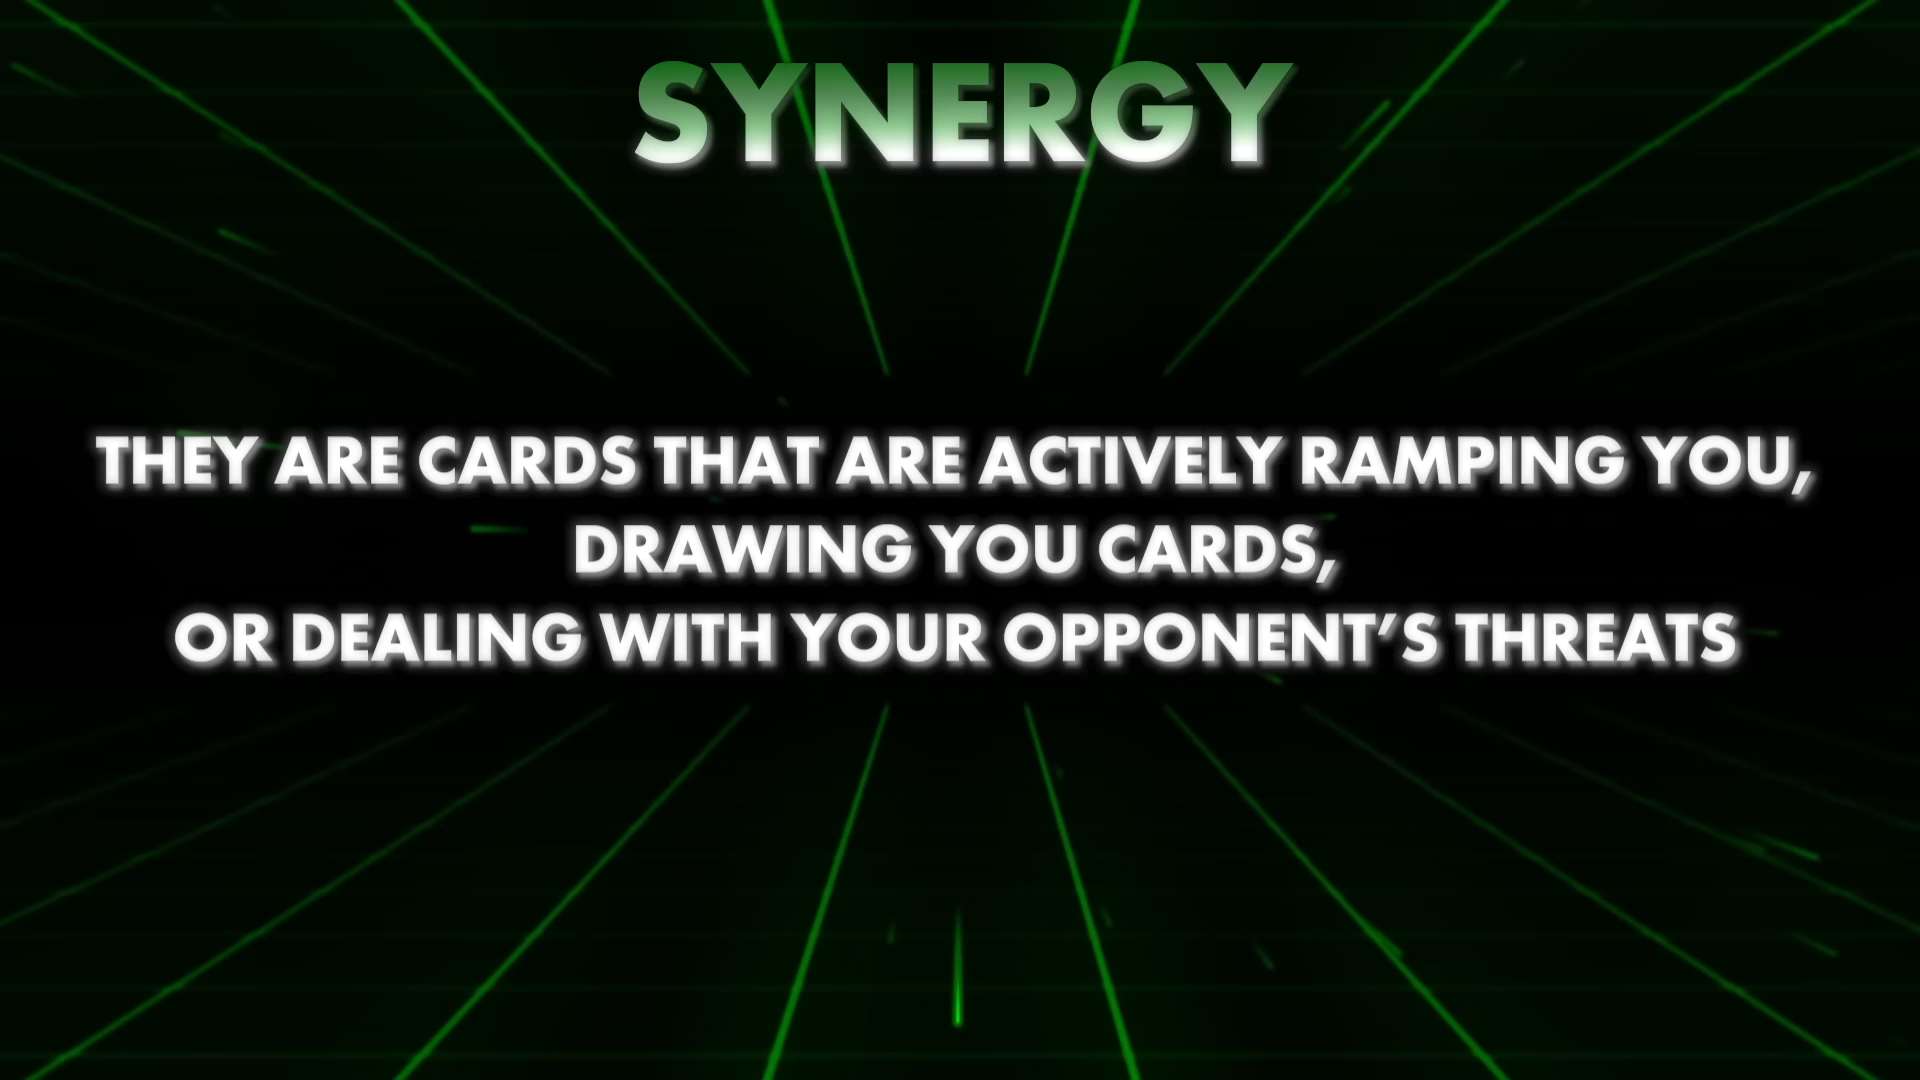 SYNERGY
THEY ARE CARDS THAT ARE ACTIVELY RAMPING YOU,
DRAWING YOU CARDS,
OR DEALING WITH YOUR OPPONENT’S THREATS